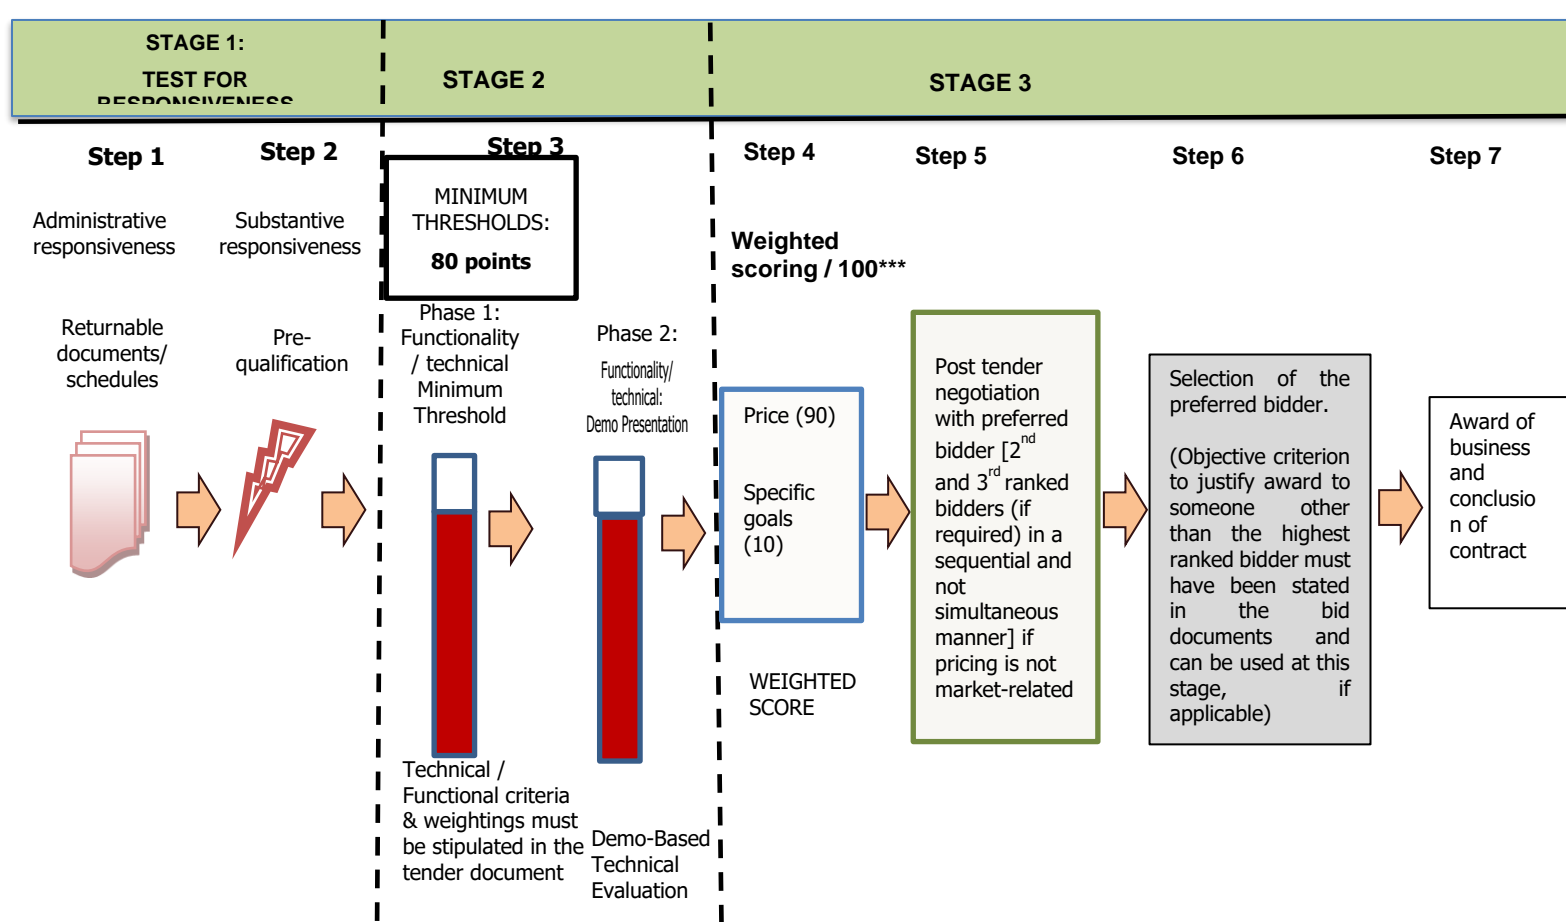 STAGE 1:
TEST FOR
RESPONSIVENESS
STAGE 2
STAGE 3
Step 1
Step 2
Step 3
Step 4
Step 5
Step 6
Step 7
Administrative
responsiveness
Substantive
responsiveness
MINIMUM
THRESHOLDS:
80 points
Weighted
scoring / 100***
Returnable
documents/
schedules
Pre-
qualification
Phase 1:
Functionality
/ technical
Minimum
Threshold
Phase 2:
Functionality/
technical:
Demo Presentation
Price (90)
Specific
goals
(10)
WEIGHTED
SCORE
Post tender
negotiation
with preferred
bidder [2nd
and 3rd ranked
bidders (if
required) in a
sequential and
not
simultaneous
manner] if
pricing is not
market-related
Selection of the
preferred bidder.
(Objective criterion
to justify award to
someone other
than the highest
ranked bidder must
have been stated
in the bid
documents and
can be used at this
stage, if
applicable)
Award of
business
and
conclusio
n of
contract
Technical /
Functional criteria
& weightings must
be stipulated in the
tender document
Demo-Based
Technical
Evaluation